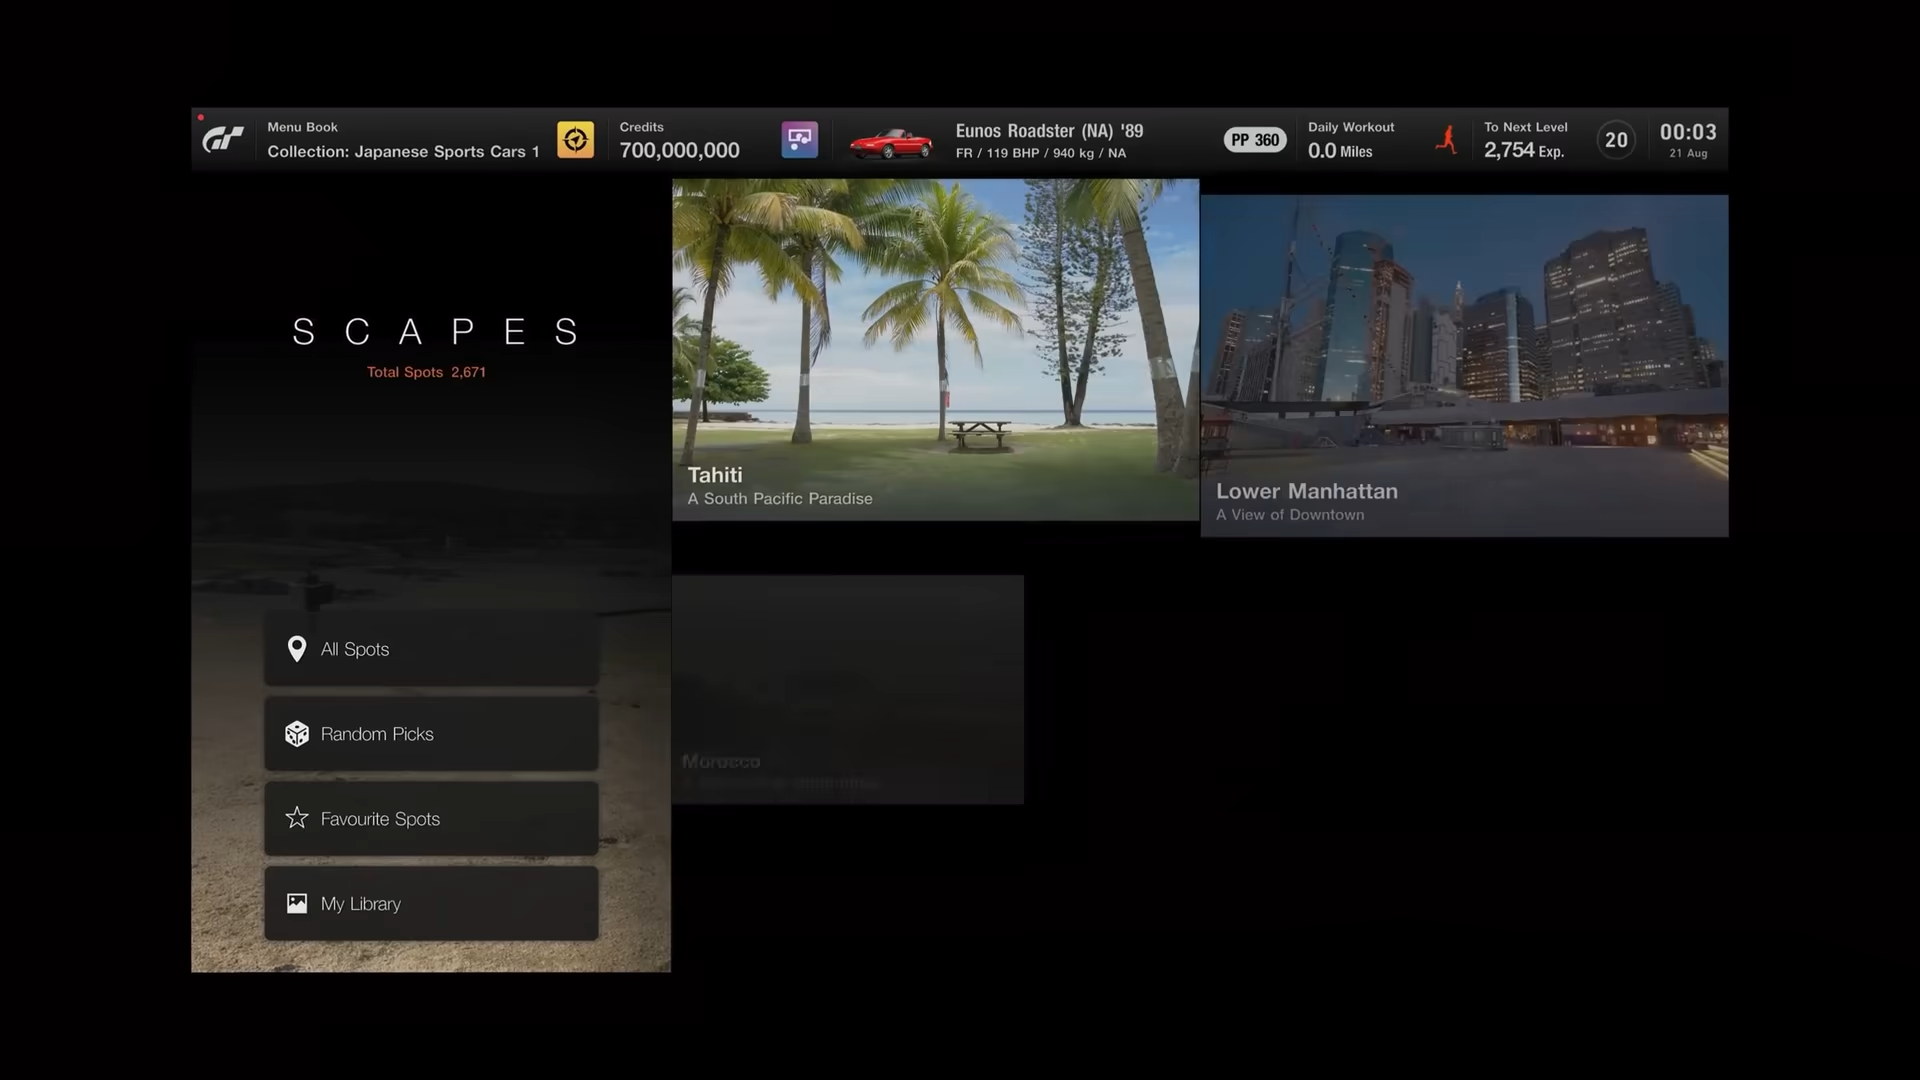 Menu Book
Collection: Japanese Sports Cars 1
Credits
700,000,000
Eunos Roadster (NA) '89
FR / 119 BHP / 940 kg / NA
PP 360
Daily Workout
0.0 Miles
To Next Level
2,754 Exp.
20
00:03
21 Aug
SCAPES
Total Spots 2,671
All Spots
Random Picks
Favourite Spots
My Library
Tahiti
A South Pacific Paradise
Lower Manhattan
A View of Downtown
Morocco